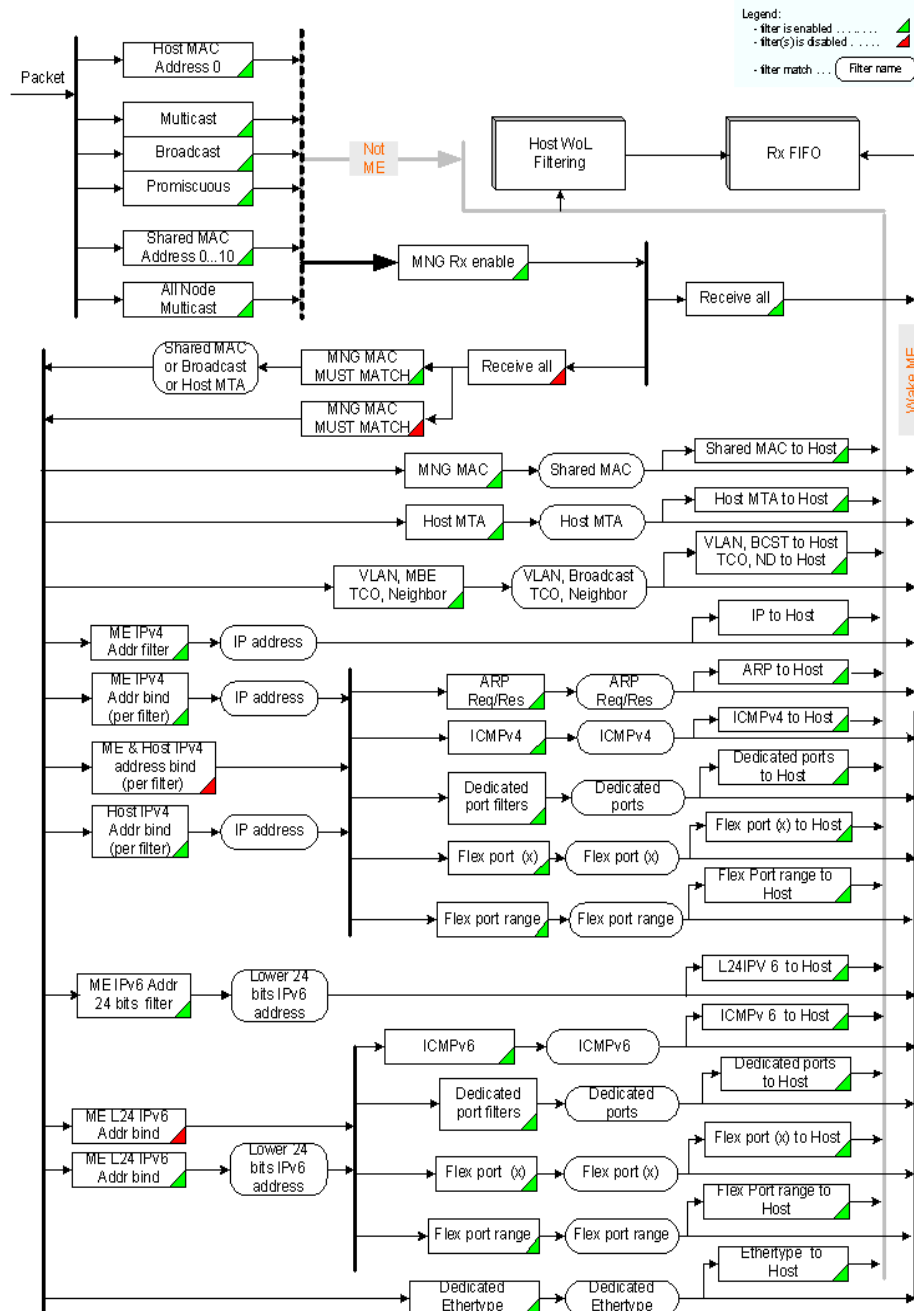 Legend:
- filter is enabled . . . . . . . .
- filter(s) is disabled . . . . .
- filter match . . . Filter name
Packet
Host MAC
Address 0
Multicast
Broadcast
Promiscuous
Shared MAC
Address 0...10
All Node
Multicast
Not
ME
Host WoL
Filtering
Rx FIFO
MNG Rx enable
Receive all
Wake ME
Shared MAC
or Broadcast
or Host MTA
MNG MAC
MUST MATCH
Receive all
MNG MAC
MUST MATCH
MNG MAC
Shared MAC
Shared MAC to Host
Host MTA
Host MTA
Host MTA to Host
VLAN, MBE
TCO, Neighbor
VLAN, Broadcast
TCO, Neighbor
VLAN, BCST to Host
TCO, ND to Host
ME IPv4
Addr filter
IP address
IP to Host
ME IPv4
Addr bind
(per filter)
IP address
ARP
Req/Res
ARP
Req/Res
ARP to Host
ME & Host IPv4
address bind
(per filter)
ICMPv4
ICMPv4
ICMPv4 to Host
Host IPv4
Addr bind
(per filter)
IP address
Dedicated
port filters
Dedicated
ports
Dedicated ports
to Host
Flex port (x)
Flex port (x)
Flex port (x) to Host
Flex port range
Flex port range
Flex Port range to
Host
ME IPv6 Addr
24 bits filter
Lower 24
bits IPv6
address
L24IPV 6 to Host
ICMPv6
ICMPv6
ICMPv 6 to Host
Dedicated
port filters
Dedicated
ports
Dedicated ports
to Host
ME L24 IPv6
Addr bind
ME L24 IPv6
Addr bind
Lower 24
bits IPv6
address
Flex port (x)
Flex port (x)
Flex port (x) to Host
Flex port range
Flex port range
Flex Port range to
Host
Dedicated
Ethertype
Dedicated
Ethertype
Ethertype to
Host